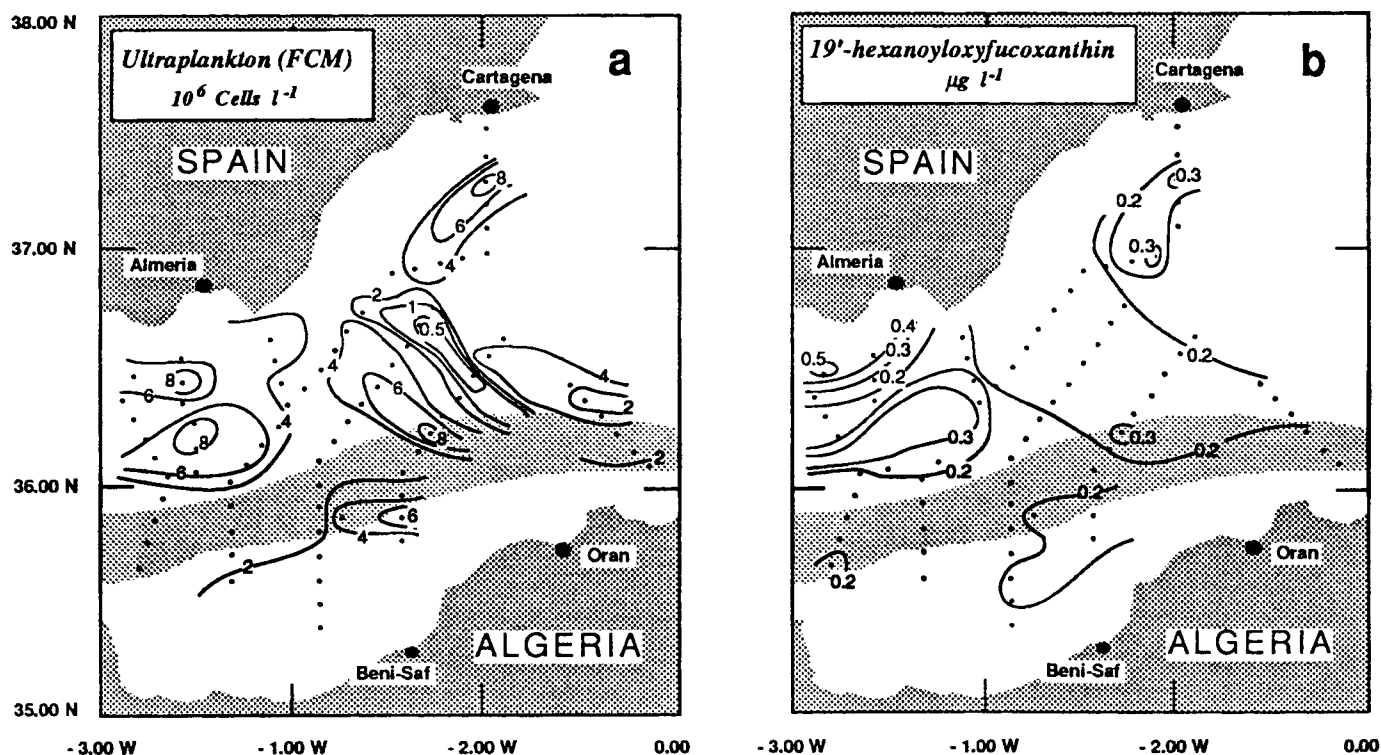 38.00 N
37.00 N
36.00 N
35.00 N
Ultraplankton (FCM)
10⁶ Cells l⁻¹
a
Cartagena
SPAIN
Almeria
8
6
4
2
1
0.5
4
6
8
4
2
8
6
8
6
4
2
2
6
4
2
Oran
ALGERIA
Beni-Saf
- 3.00 W
- 1.00 W
- 2.00 W
0.00
19'-hexanoyloxyfucoxanthin
µg l⁻¹
b
Cartagena
SPAIN
Almeria
0.3
0.2
0.3
0.4
0.3
0.2
0.5
0.2
0.3
0.2
0.3
0.2
0.2
0.2
Oran
ALGERIA
Beni-Saf
- 3.00 W
- 1.00 W
- 2.00 W
0.00